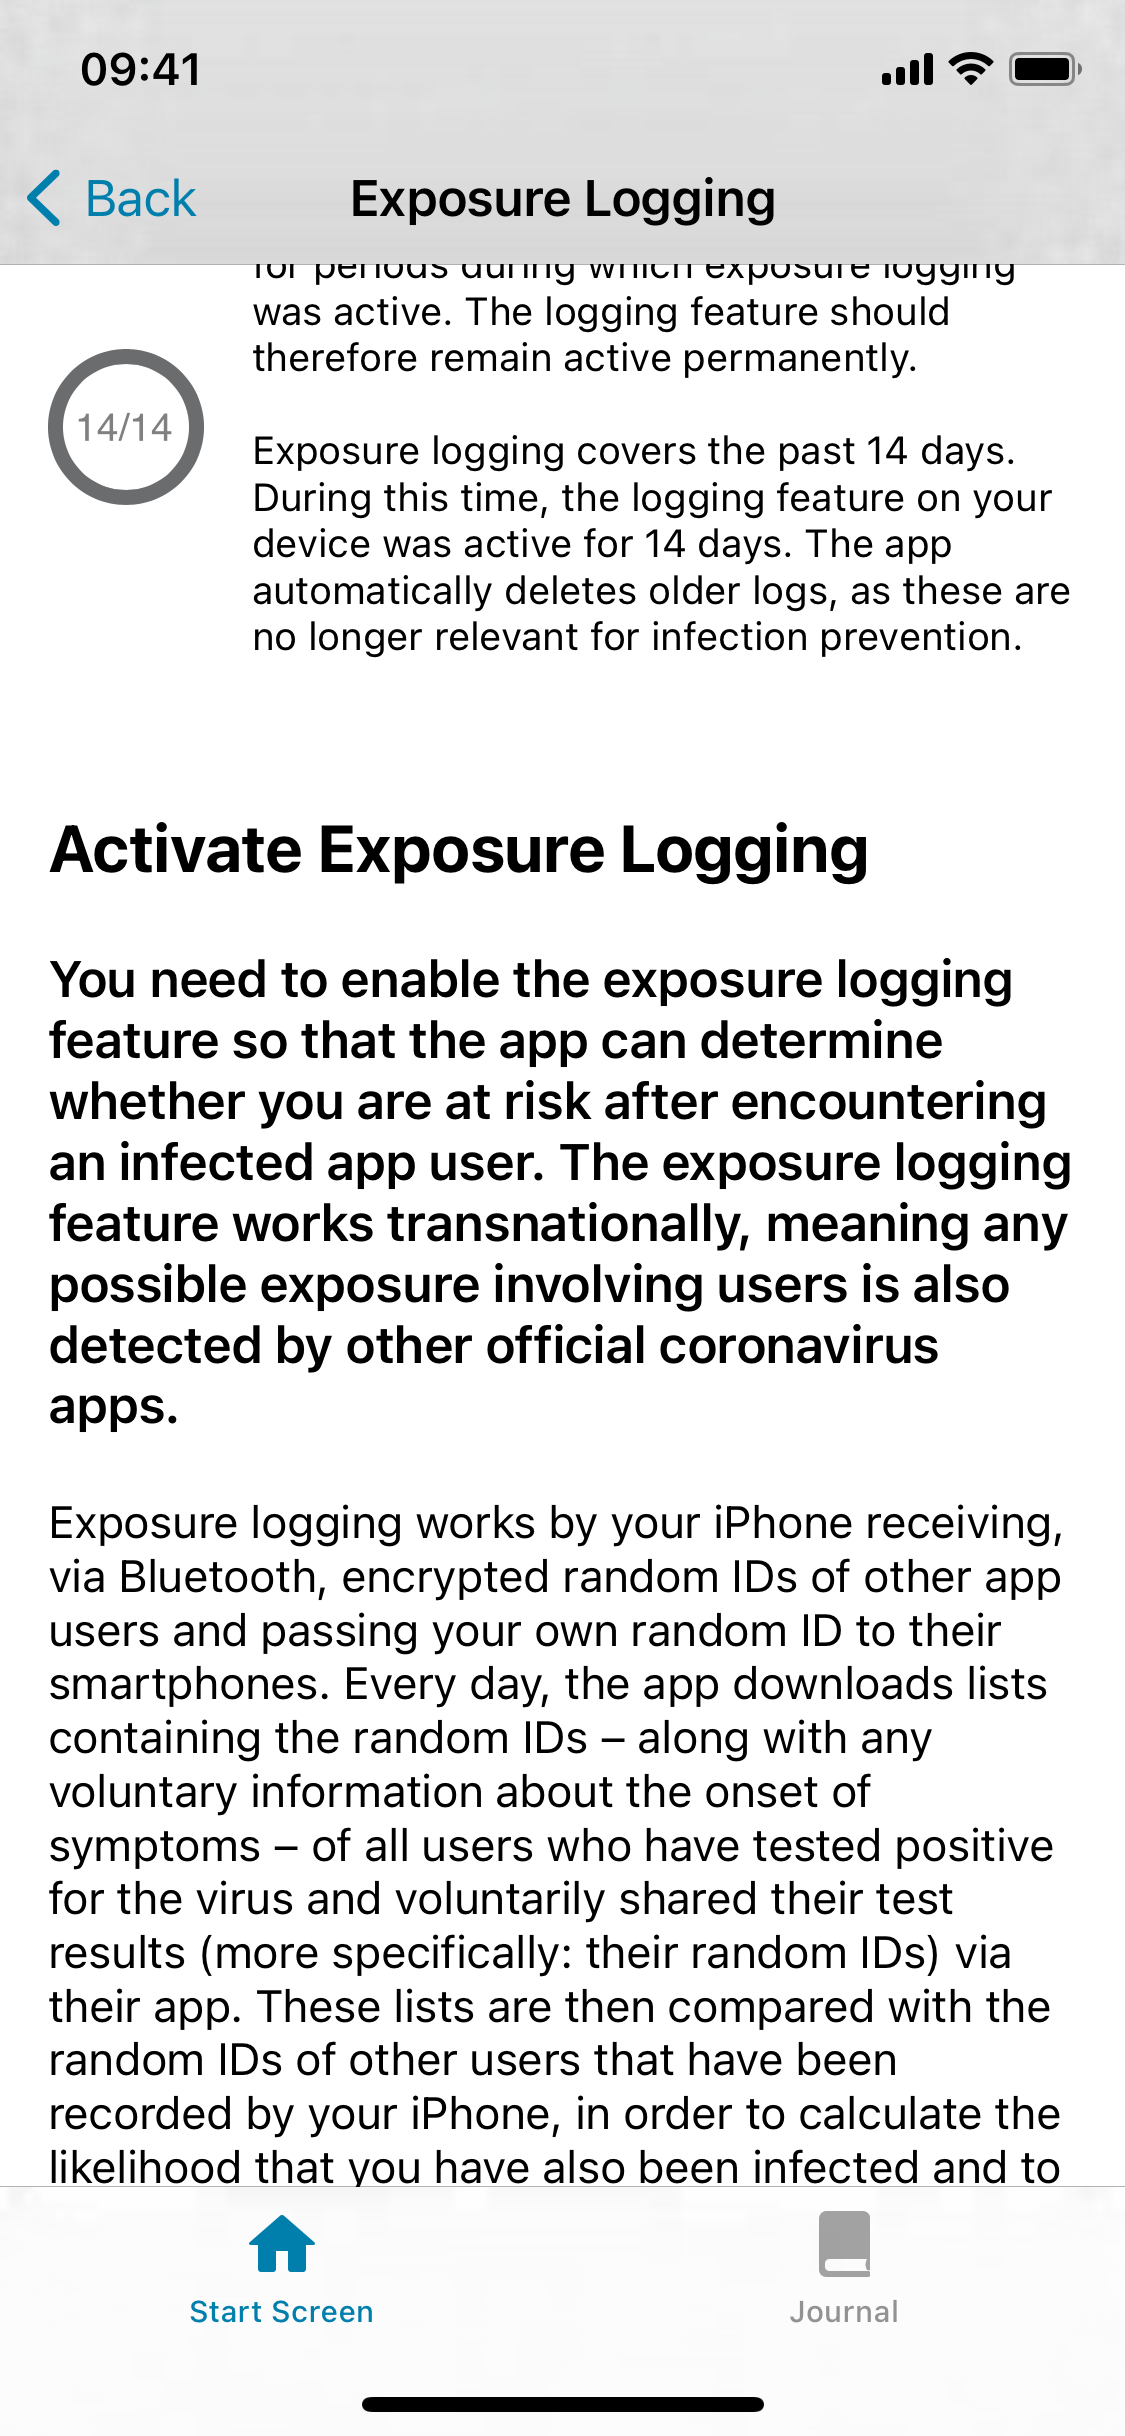 09:41
Back
Exposure Logging
for periods during which exposure logging
was active. The logging feature should
therefore remain active permanently.
14/14
Exposure logging covers the past 14 days.
During this time, the logging feature on your
device was active for 14 days. The app
automatically deletes older logs, as these are
no longer relevant for infection prevention.
Activate Exposure Logging
You need to enable the exposure logging
feature so that the app can determine
whether you are at risk after encountering
an infected app user. The exposure logging
feature works transnationally, meaning any
possible exposure involving users is also
detected by other official coronavirus
apps.
Exposure logging works by your iPhone receiving,
via Bluetooth, encrypted random IDs of other app
users and passing your own random ID to their
smartphones. Every day, the app downloads lists
containing the random IDs – along with any
voluntary information about the onset of
symptoms – of all users who have tested positive
for the virus and voluntarily shared their test
results (more specifically: their random IDs) via
their app. These lists are then compared with the
random IDs of other users that have been
recorded by your iPhone, in order to calculate the
likelihood that you have also been infected and to
Start Screen
Journal